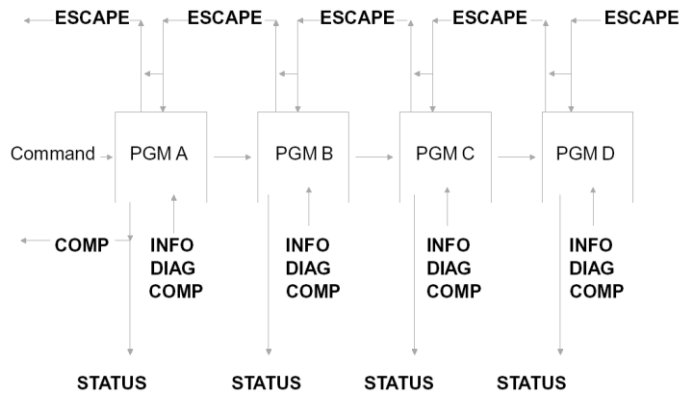 ESCAPE ESCAPE ESCAPE ESCAPE ESCAPE
Command PGM A PGM B PGM C PGM D
COMP INFO INFO INFO INFO
DIAG DIAG DIAG DIAG
COMP COMP COMP COMP
STATUS STATUS STATUS STATUS